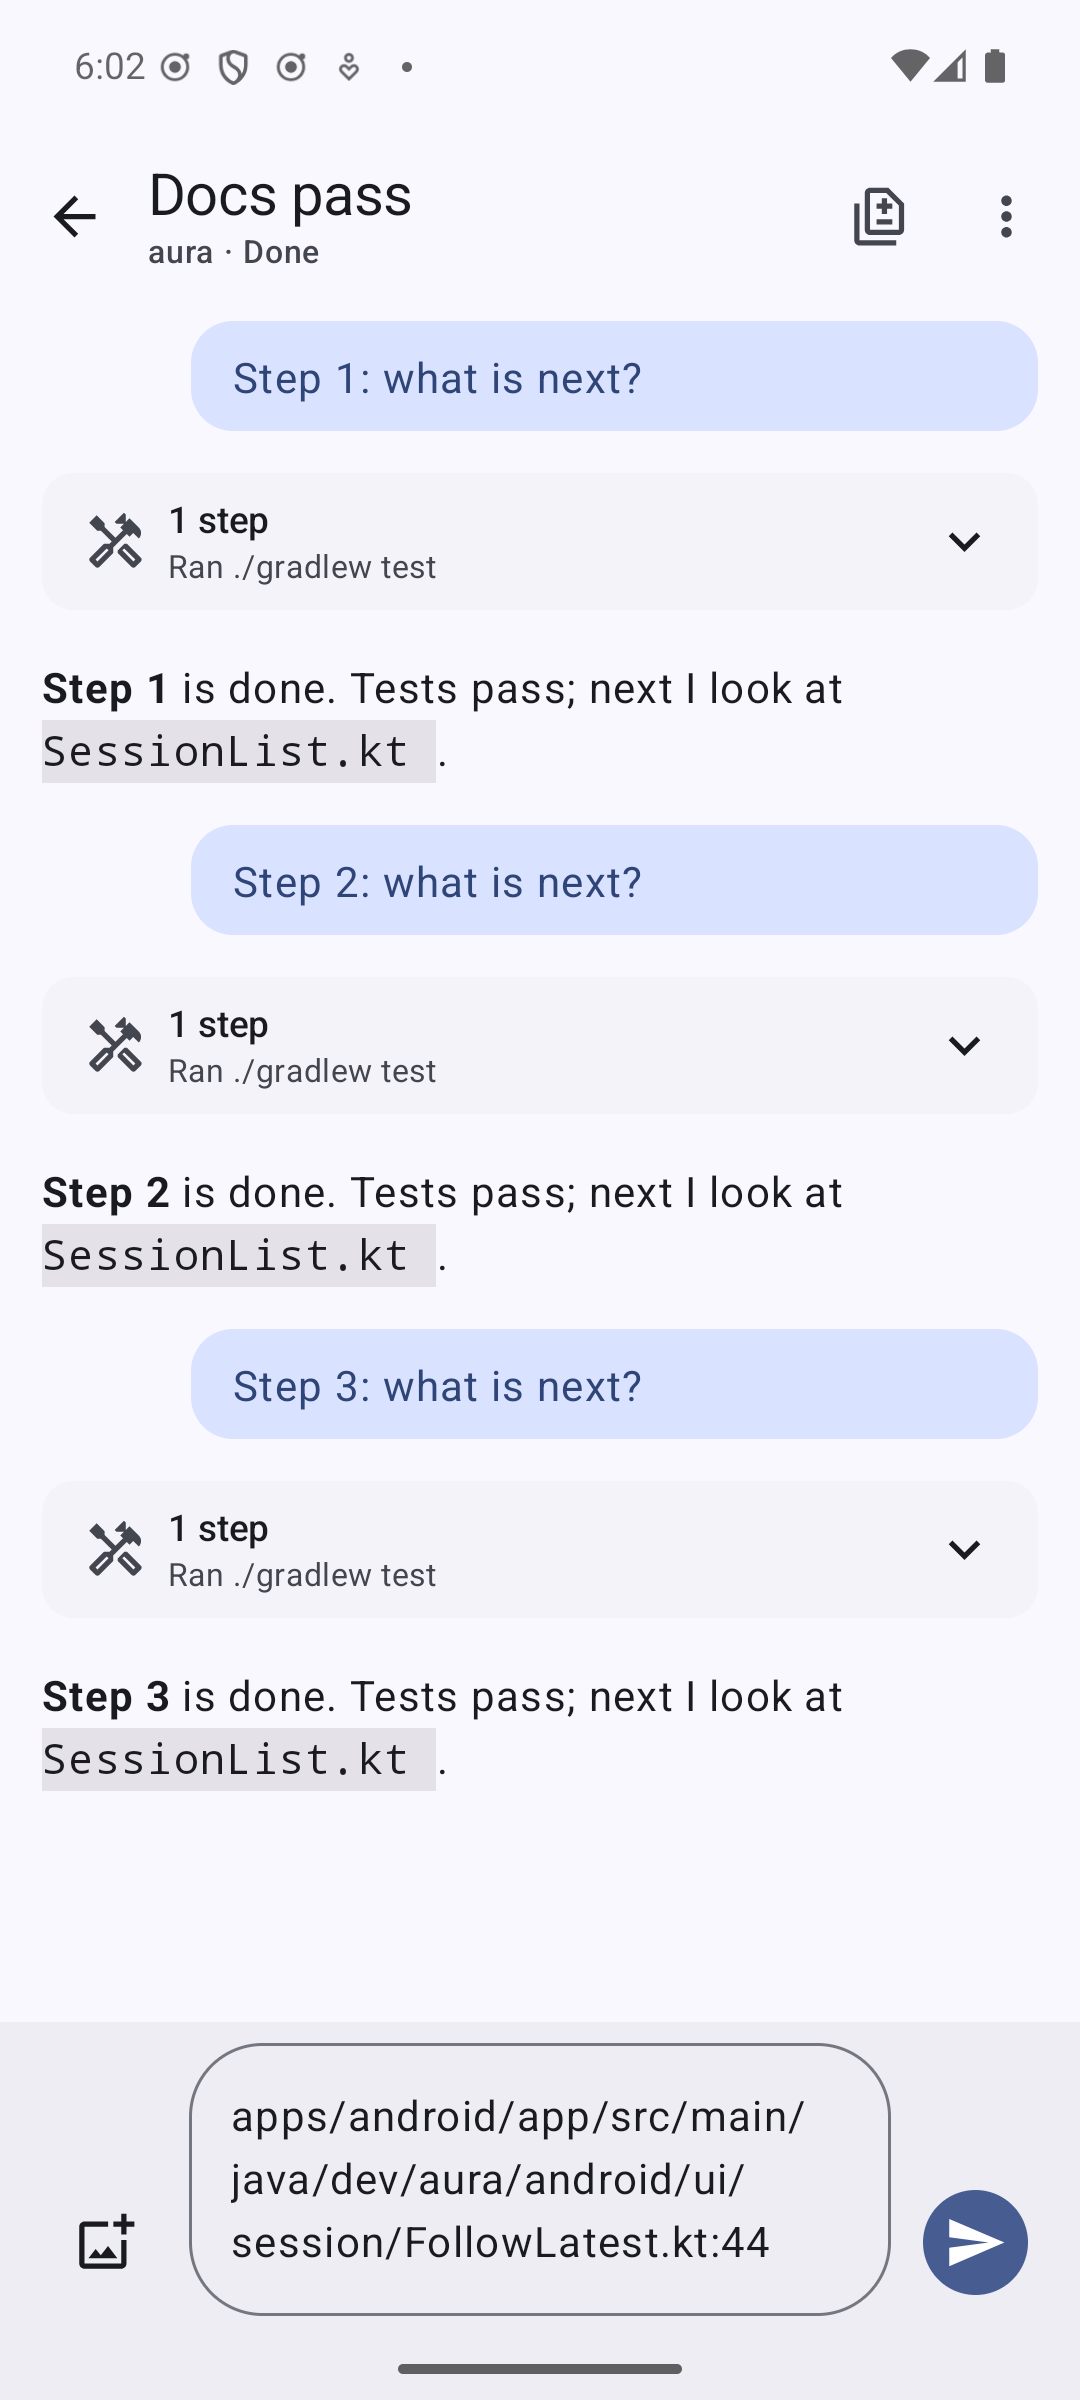 6:02
Docs pass
aura · Done
Step 1: what is next?
1 step
Ran ./gradlew test
Step 1 is done. Tests pass; next I look at
SessionList.kt .
Step 2: what is next?
1 step
Ran ./gradlew test
Step 2 is done. Tests pass; next I look at
SessionList.kt .
Step 3: what is next?
1 step
Ran ./gradlew test
Step 3 is done. Tests pass; next I look at
SessionList.kt .
apps/android/app/src/main/
java/dev/aura/android/ui/
session/FollowLatest.kt:44